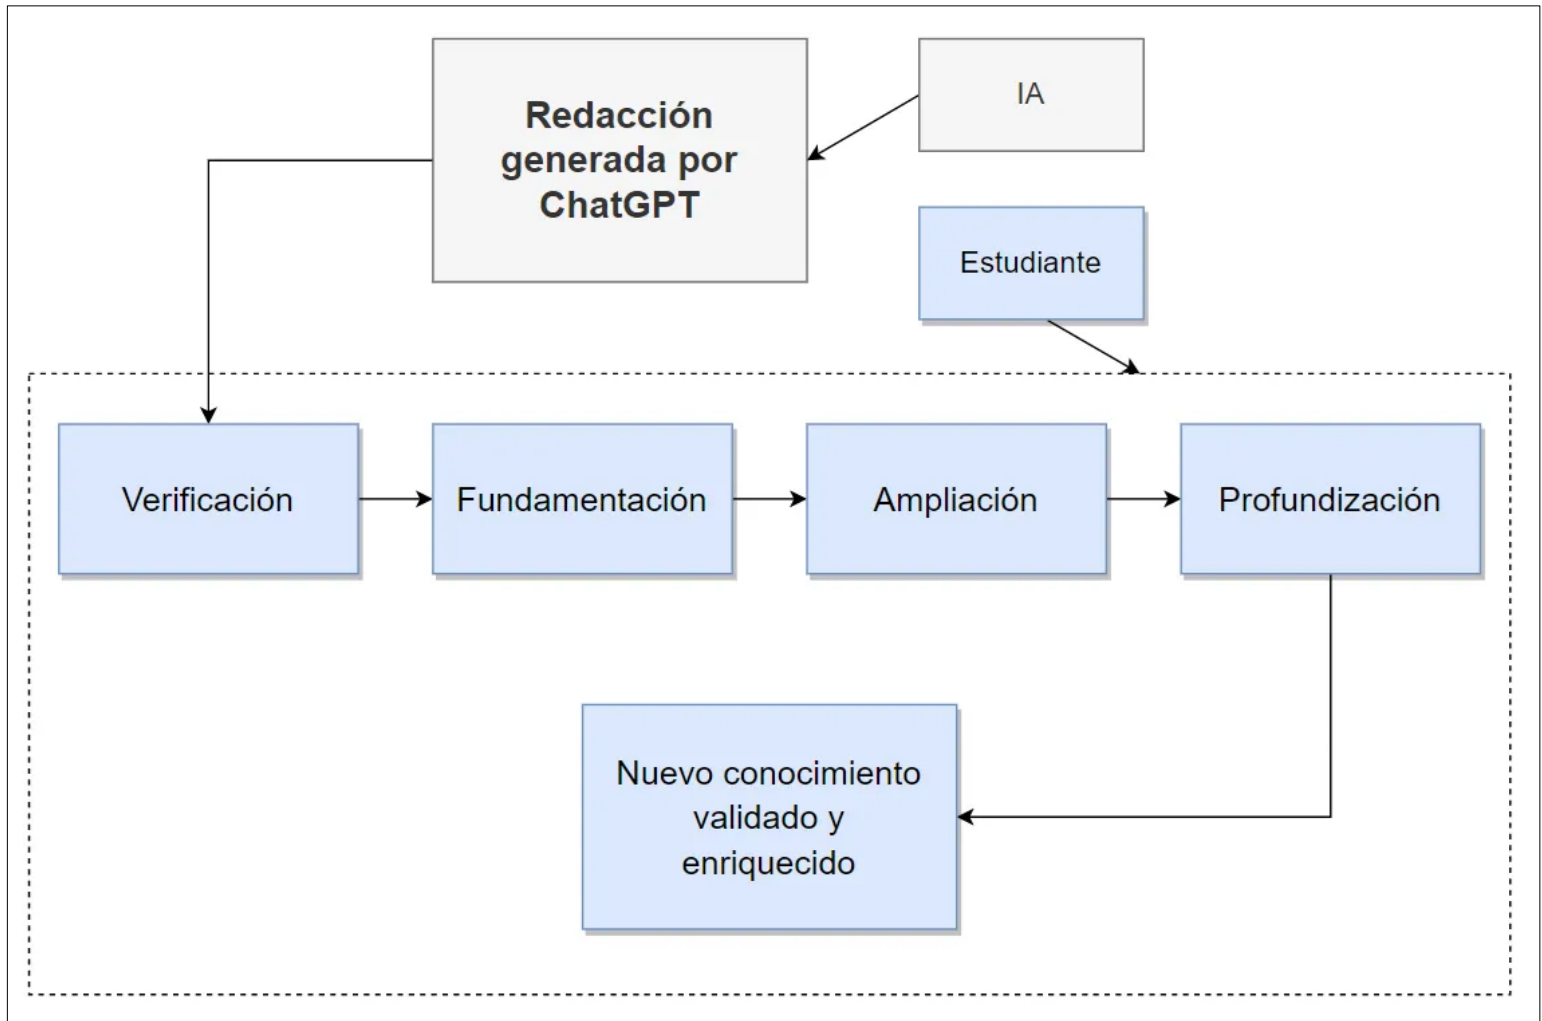 Redacción
generada por
ChatGPT
IA
Estudiante
Verificación
Fundamentación
Ampliación
Profundización
Nuevo conocimiento
validado y
enriquecido